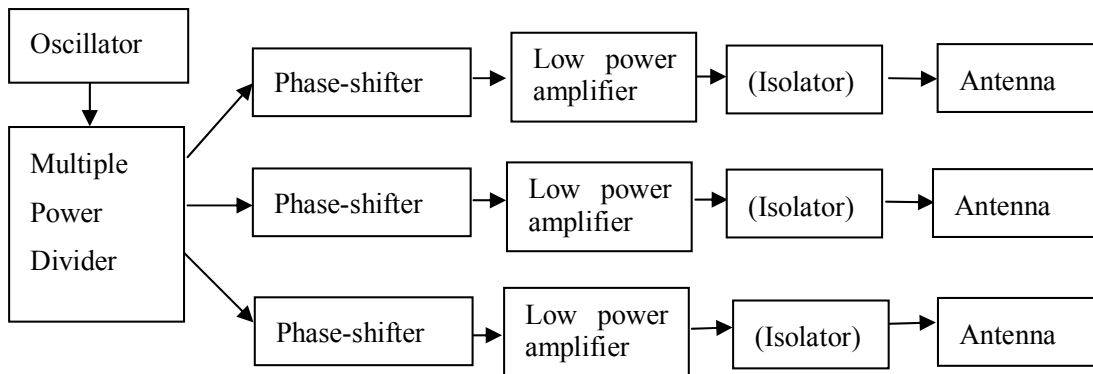 Oscillator
Multiple
Power
Divider
Phase-shifter
Low power
amplifier
(Isolator)
Antenna
Phase-shifter
Low power
amplifier
(Isolator)
Antenna
Phase-shifter
Low power
amplifier
(Isolator)
Antenna